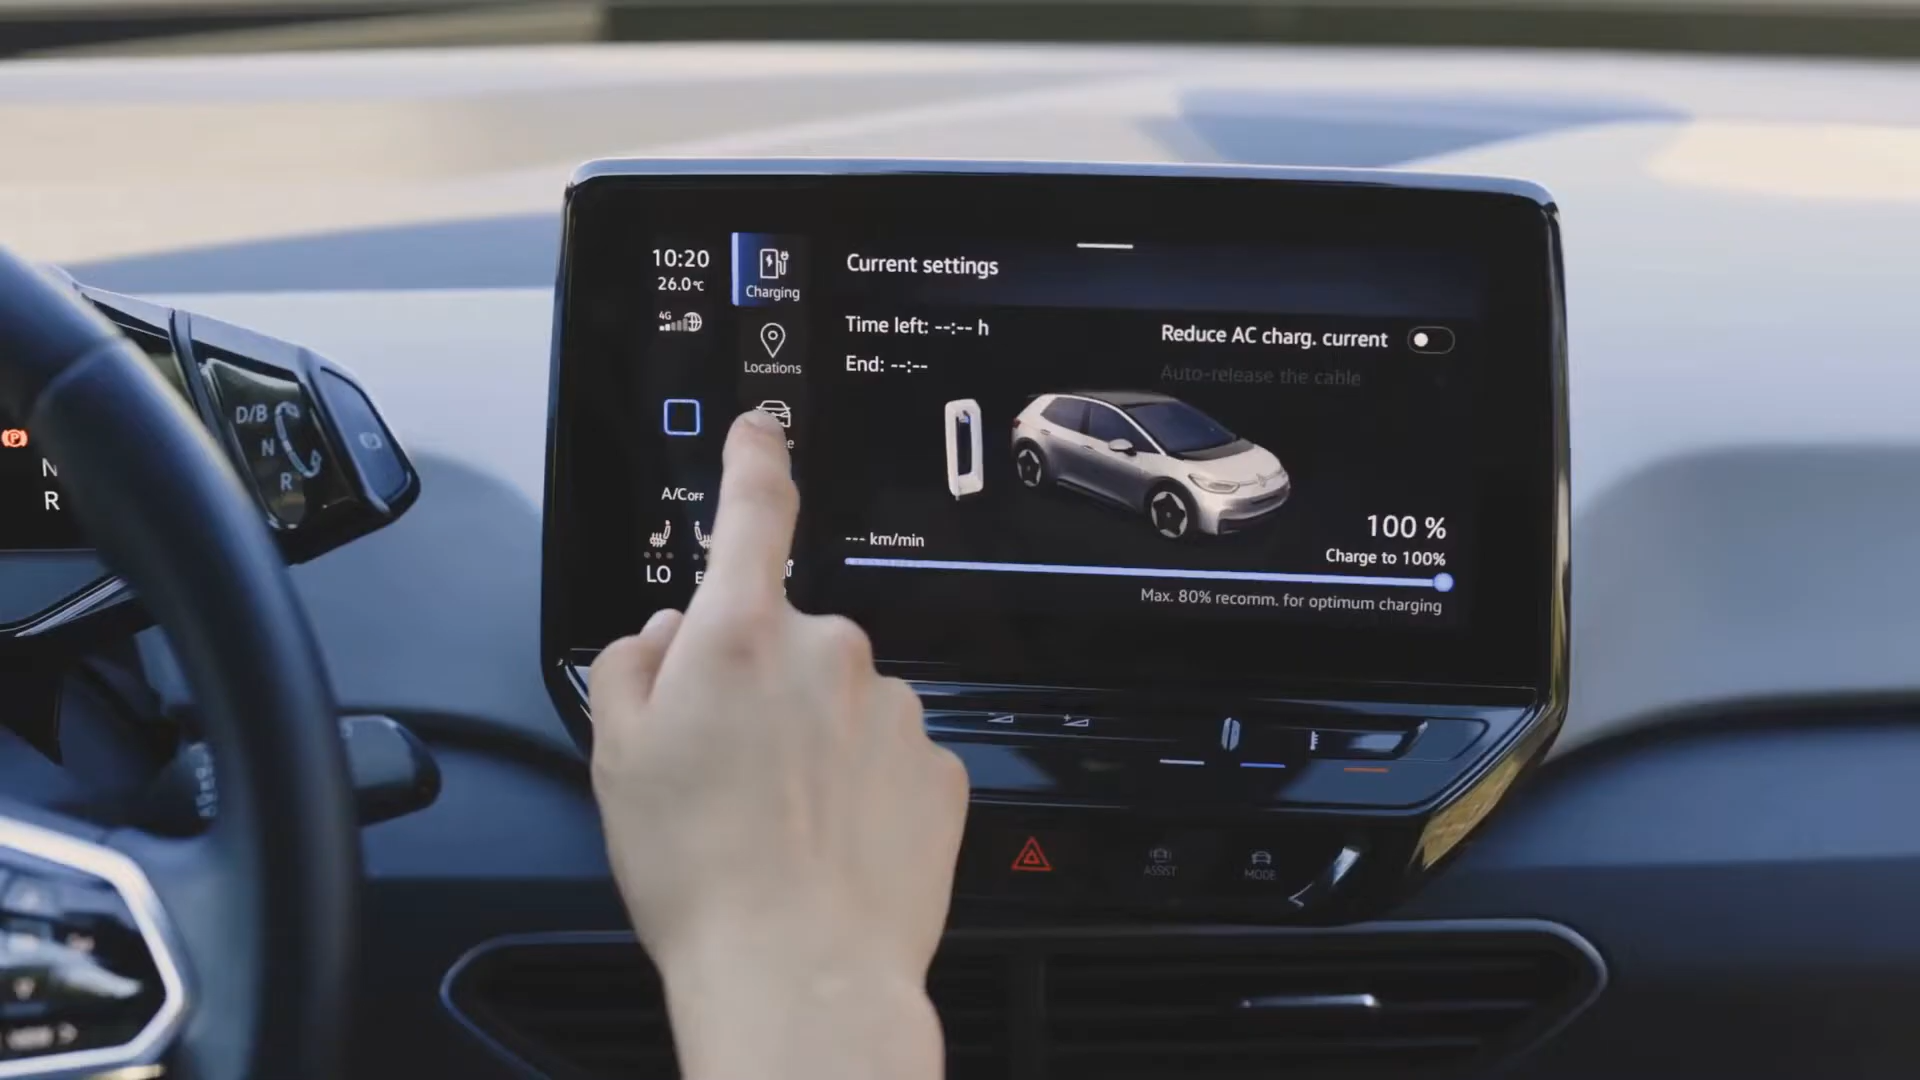 10:20
26.0°C
4G
Charging
Locations
A/C OFF
LO
Current settings
Time left: --:-- h
End: --:--
Reduce AC charg. current
Auto-release the cable
--- km/min
100 %
Charge to 100%
Max. 80% recomm. for optimum charging
D/B
N
R
P
N
R
ASSIST
MODE